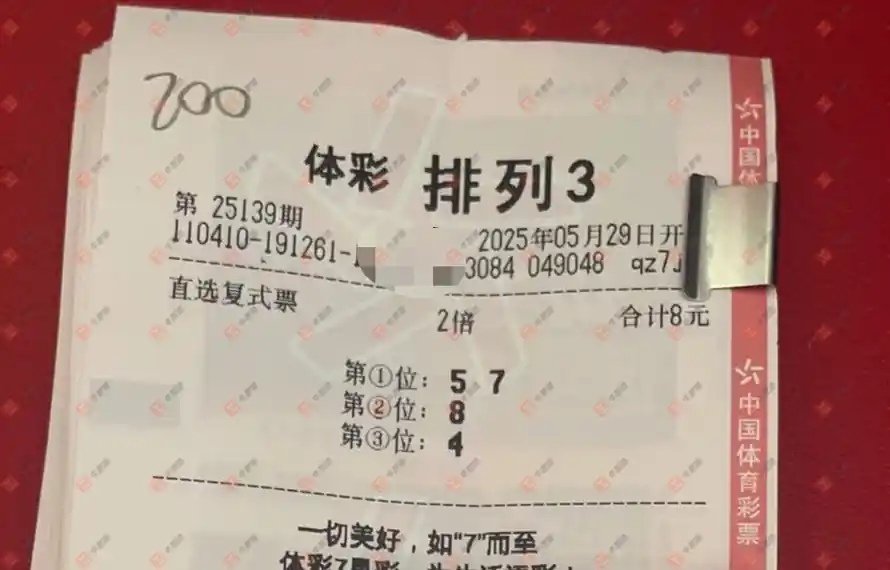 200
体彩 排列3
第 25139期 2025年05月29日开
110410-191261- 3084 049048 qz7J
直选复式票 2倍 合计8元
第①位: 5 7
第②位: 8
第③位: 4
一切美好，如“7”而至
中国体
中国体育彩票